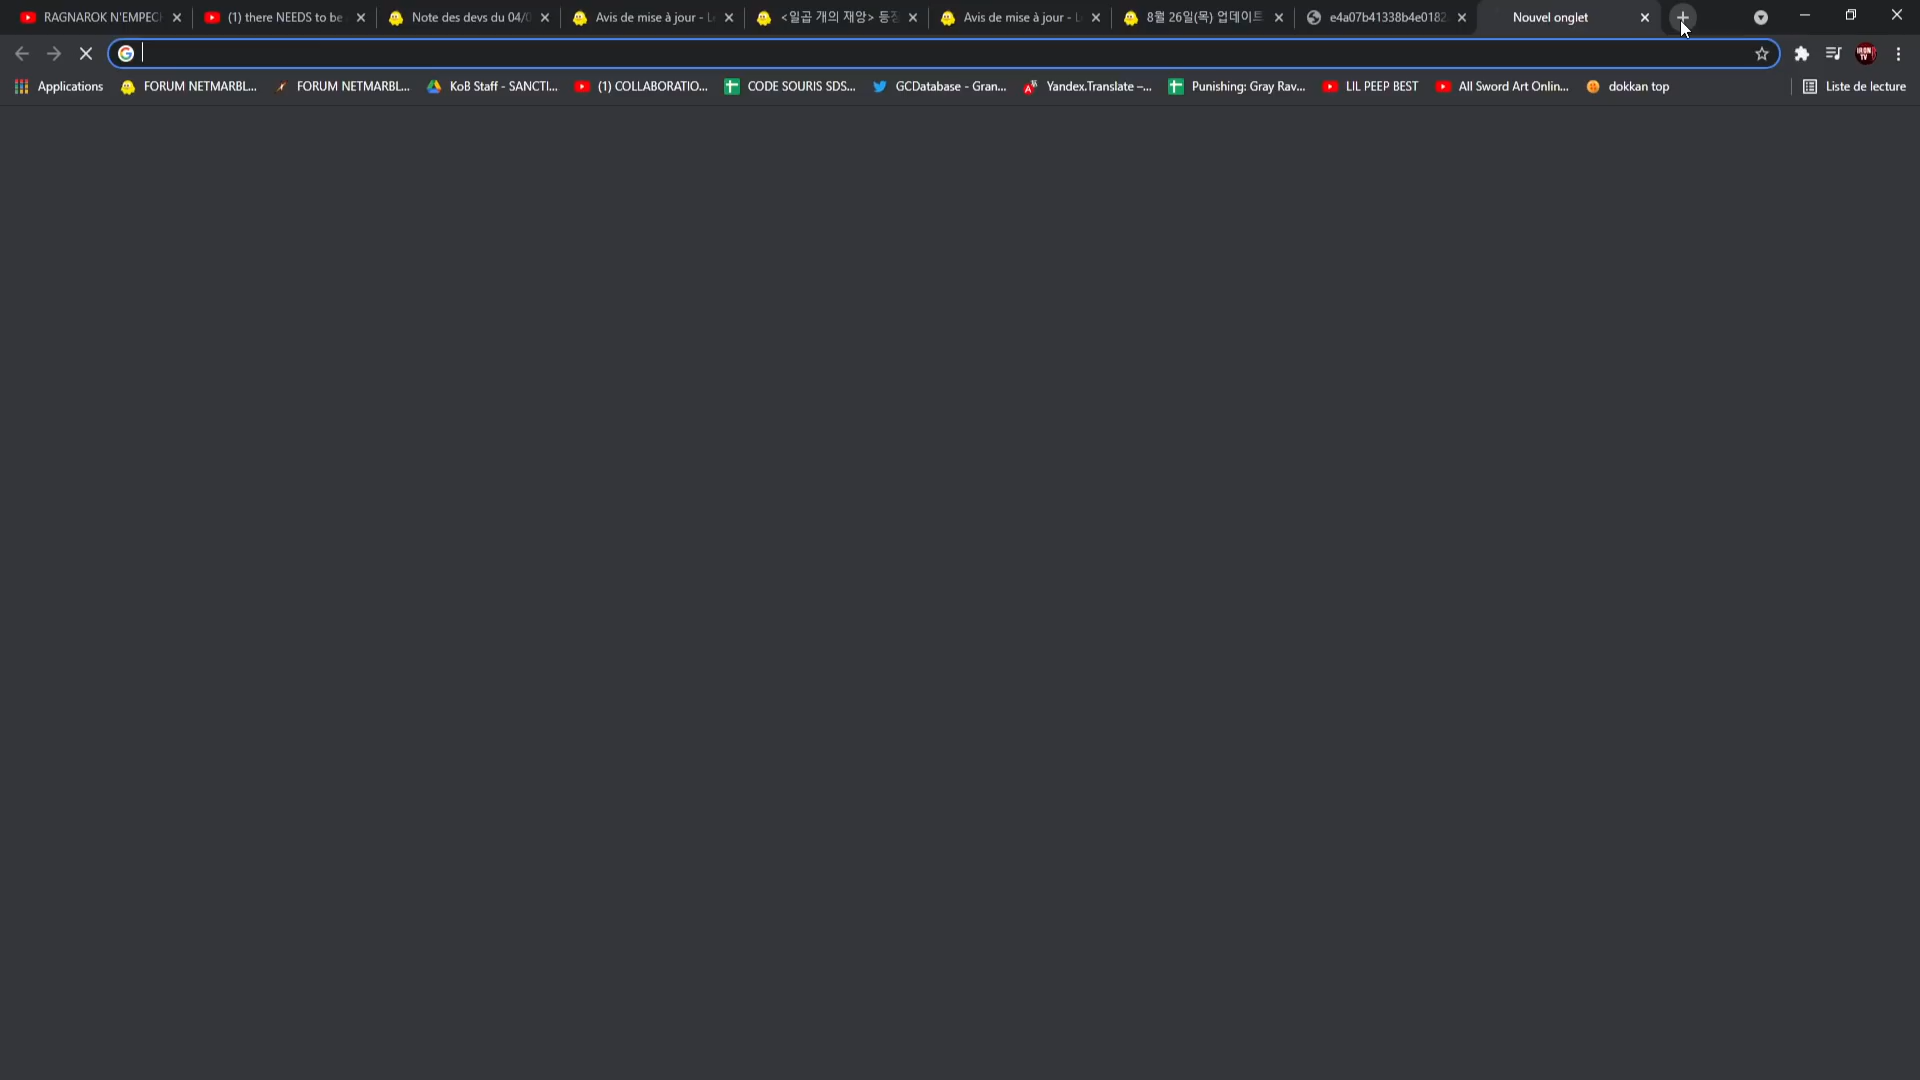 RAGNAROK N'EMPECH
(1) there NEEDS to be
Note des devs du 04/0
Avis de mise à jour - L
<일곱 개의 재앙> 등장
Avis de mise à jour - L
8월 26일(목) 업데이트
e4a07b41338b4e0182
Nouvel onglet
Applications
FORUM NETMARBL...
FORUM NETMARBL...
KoB Staff - SANCTI...
(1) COLLABORATIO...
CODE SOURIS SDS...
GCDatabase - Gran...
Yandex.Translate –...
Punishing: Gray Rav...
LIL PEEP BEST
All Sword Art Onlin...
dokkan top
Liste de lecture